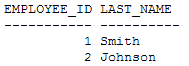 EMPLOYEE_ID LAST_NAME
----------- ----------
1 Smith
2 Johnson